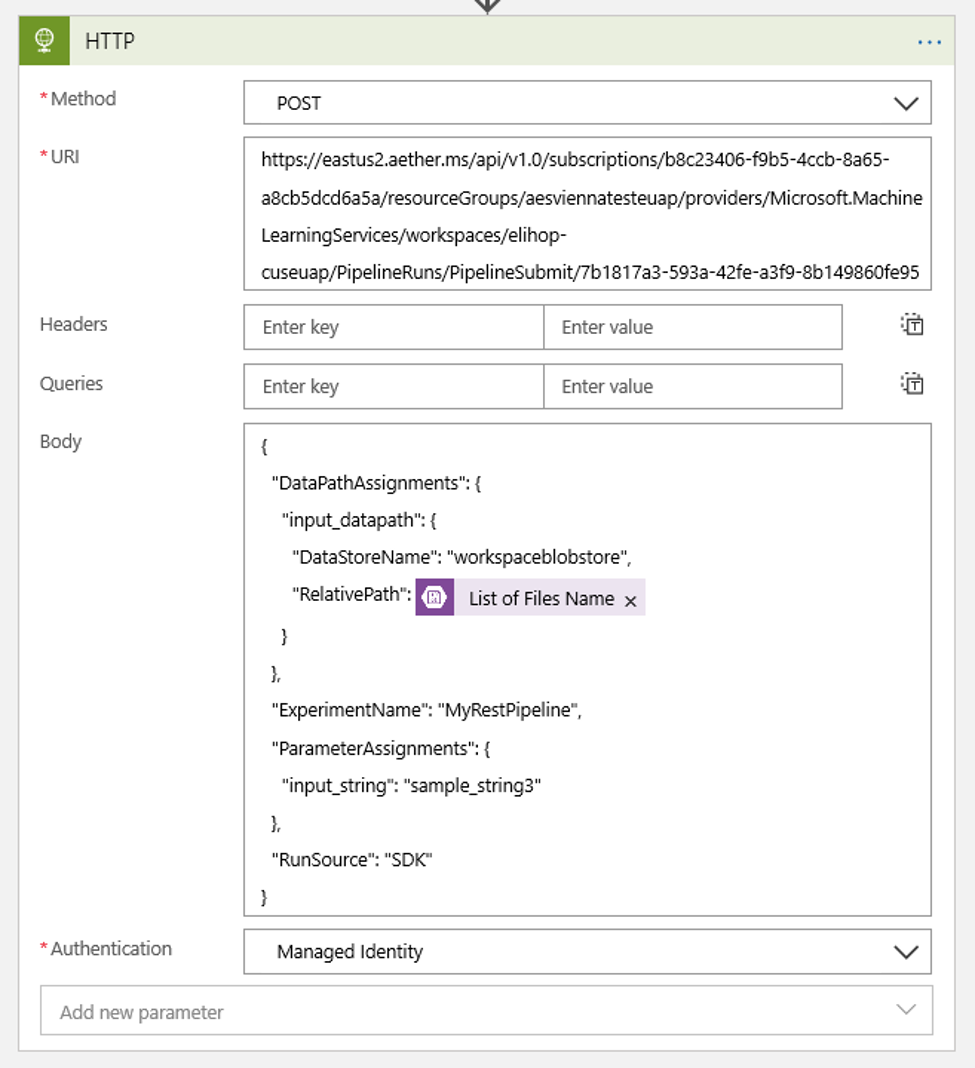 HTTP
* Method
POST
* URI
https://eastus2.aether.ms/api/v1.0/subscriptions/b8c23406-f9b5-4ccb-8a65-
a8cb5dcd6a5a/resourceGroups/aesviennatesteuap/providers/Microsoft.Machine
LearningServices/workspaces/elihop-
cuseuap/PipelineRuns/PipelineSubmit/7b1817a3-593a-42fe-a3f9-8b149860fe95
Headers
Enter key
Enter value
Queries
Enter key
Enter value
Body
{
"DataPathAssignments": {
"input_datapath": {
"DataStoreName": "workspaceblobstore",
"RelativePath": List of Files Name ×
}
},
"ExperimentName": "MyRestPipeline",
"ParameterAssignments": {
"input_string": "sample_string3"
},
"RunSource": "SDK"
}
* Authentication
Managed Identity
Add new parameter